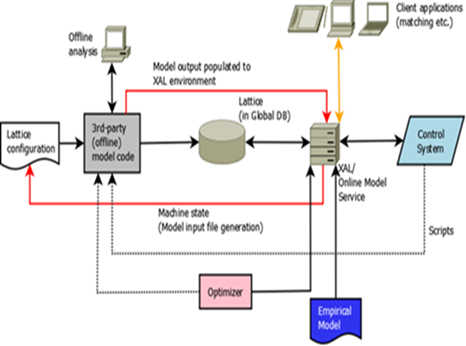 Offline
analysis
Client applications
(matching etc.)
Model output populated to
XAL environment
Lattice
(in Global DB)
Lattice
configuration
3rd-party
(offline)
model code
Control
System
XAL/
Online Model
Service
Machine state
(Model input file generation)
Scripts
Optimizer
Empirical
Model